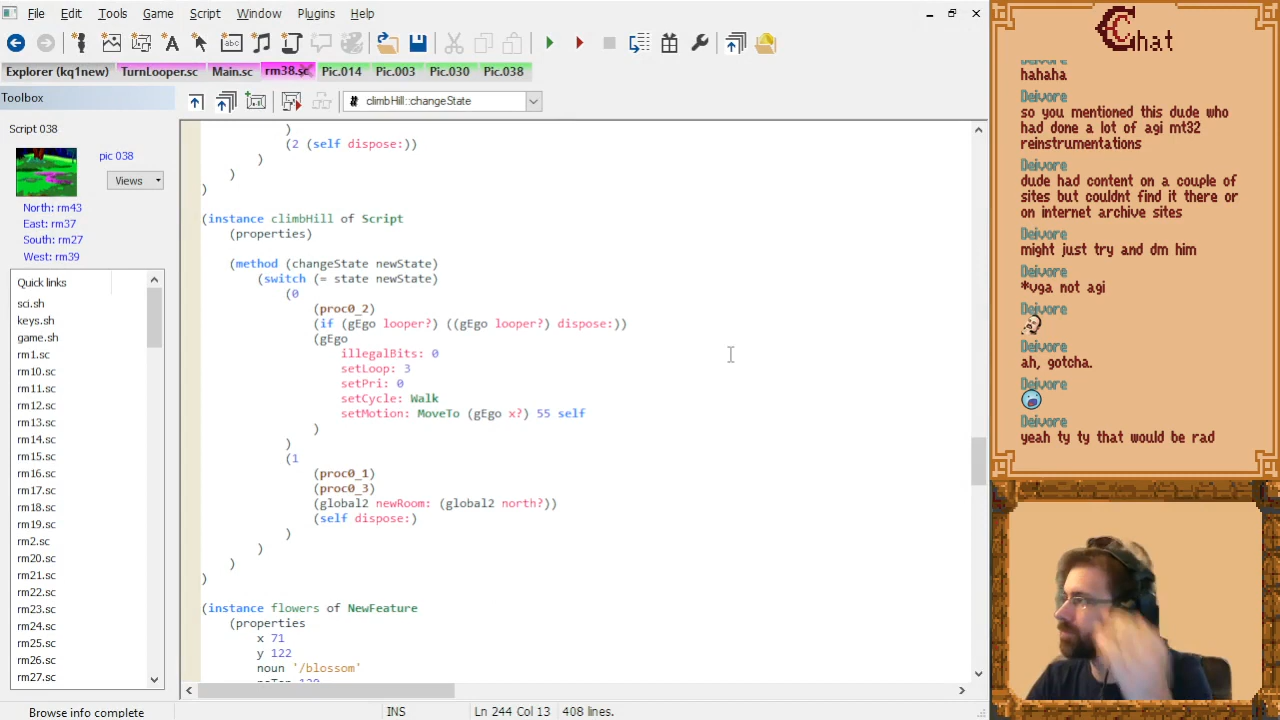 File Edit Tools Game Script Window Plugins Help
Explorer (kq1new) TurnLooper.sc Main.sc rm38.sc Pic.014 Pic.003 Pic.030 Pic.038
Toolbox
climbHill::changeState
Script 038
pic 038
Views
North: rm43
East: rm37
South: rm27
West: rm39
Quick links
sci.sh
keys.sh
game.sh
rm1.sc
rm10.sc
rm11.sc
rm12.sc
rm13.sc
rm14.sc
rm15.sc
rm16.sc
rm17.sc
rm18.sc
rm19.sc
rm2.sc
rm20.sc
rm21.sc
rm22.sc
rm23.sc
rm24.sc
rm25.sc
rm26.sc
rm27.sc
)
(2 (self dispose:))
)
)
)
(instance climbHill of Script
(properties)
(method (changeState newState)
(switch (= state newState)
(0
(proc0_2)
(if (gEgo looper?) ((gEgo looper?) dispose:))
(gEgo
illegalBits: 0
setLoop: 3
setPri: 0
setCycle: Walk
setMotion: MoveTo (gEgo x?) 55 self
)
)
(1
(proc0_1)
(proc0_3)
(global2 newRoom: (global2 north?))
(self dispose:)
)
)
)
)
(instance flowers of NewFeature
(properties
x 71
y 122
noun '/blossom'
Browse info complete
INS
Ln 244 Col 13
408 lines.
Chat
Deivore
hahaha
Deivore
so you mentioned this dude who
had done a lot of agi mt32
reinstrumentations
Deivore
dude had content on a couple of
sites but couldnt find it there or
on internet archive sites
Deivore
might just try and dm him
Deivore
*vga not agi
Deivore
Deivore
ah, gotcha.
Deivore
Deivore
yeah ty ty that would be rad